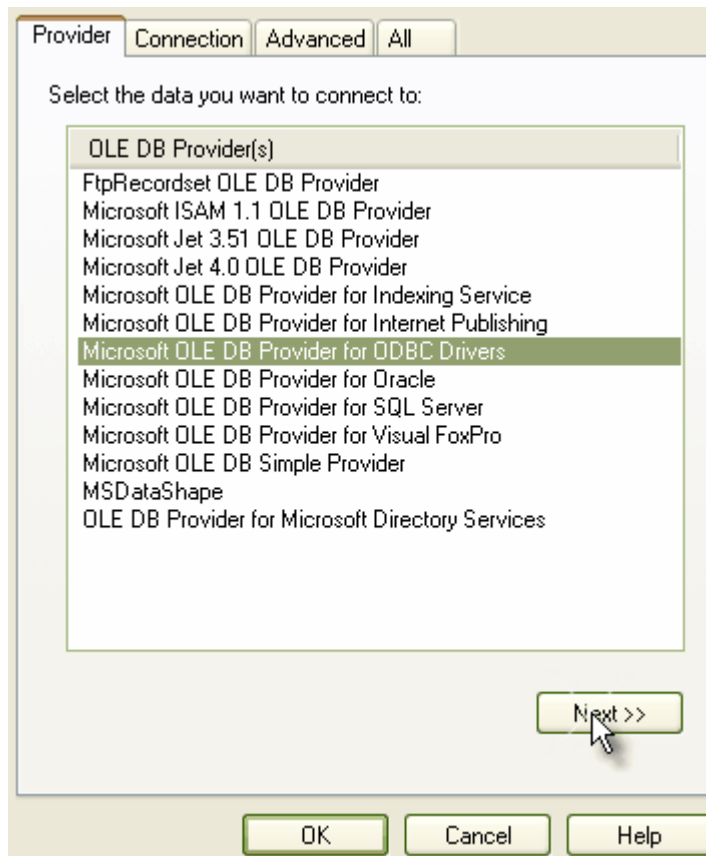 Provider Connection Advanced All
Select the data you want to connect to:
OLE DB Provider(s)
FtpRecordset OLE DB Provider
Microsoft ISAM 1.1 OLE DB Provider
Microsoft Jet 3.51 OLE DB Provider
Microsoft Jet 4.0 OLE DB Provider
Microsoft OLE DB Provider for Indexing Service
Microsoft OLE DB Provider for Internet Publishing
Microsoft OLE DB Provider for ODBC Drivers
Microsoft OLE DB Provider for Oracle
Microsoft OLE DB Provider for SQL Server
Microsoft OLE DB Provider for Visual FoxPro
Microsoft OLE DB Simple Provider
MSDataShape
OLE DB Provider for Microsoft Directory Services
Next >>
OK Cancel Help